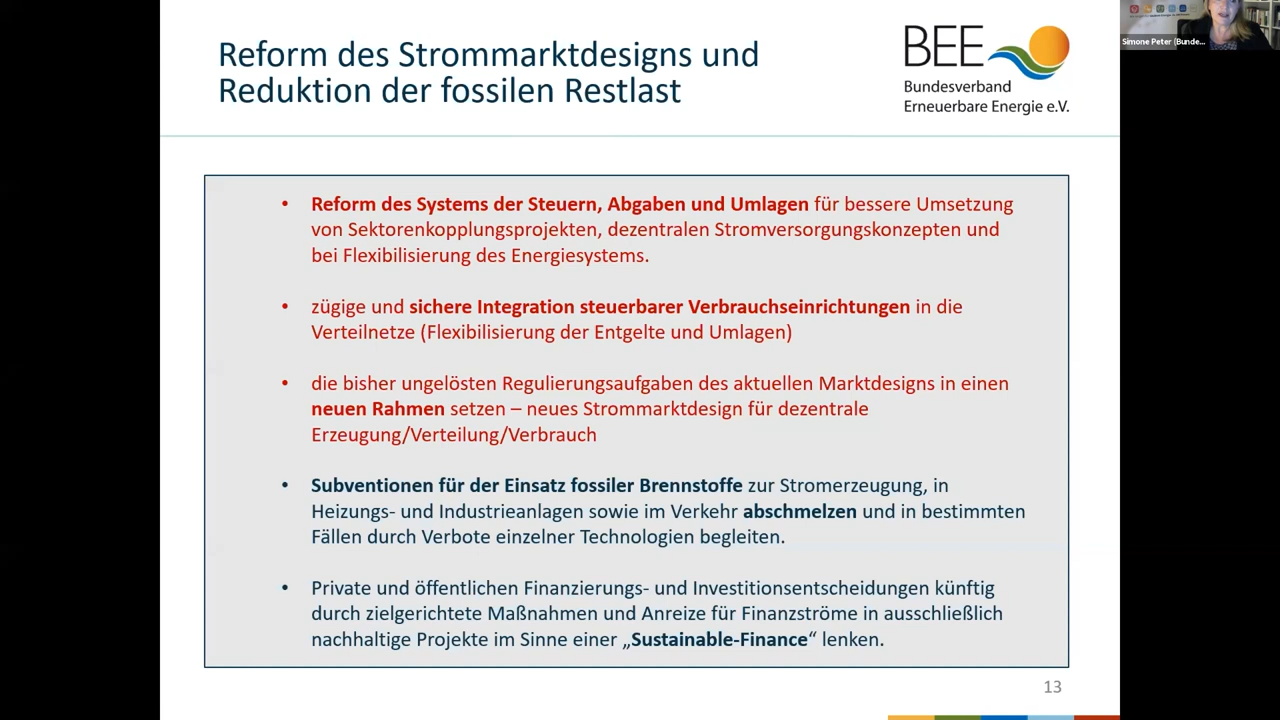 Reform des Strommarktdesigns und
Reduktion der fossilen Restlast
BEE
Bundesverband
Erneuerbare Energie e.V.
Simone Peter (Bunde...
• Reform des Systems der Steuern, Abgaben und Umlagen für bessere Umsetzung
von Sektorenkopplungsprojekten, dezentralen Stromversorgungskonzepten und
bei Flexibilisierung des Energiesystems.
• zügige und sichere Integration steuerbarer Verbrauchseinrichtungen in die
Verteilnetze (Flexibilisierung der Entgelte und Umlagen)
• die bisher ungelösten Regulierungsaufgaben des aktuellen Marktdesigns in einen
neuen Rahmen setzen – neues Strommarktdesign für dezentrale
Erzeugung/Verteilung/Verbrauch
• Subventionen für der Einsatz fossiler Brennstoffe zur Stromerzeugung, in
Heizungs- und Industrieanlagen sowie im Verkehr abschmelzen und in bestimmten
Fällen durch Verbote einzelner Technologien begleiten.
• Private und öffentlichen Finanzierungs- und Investitionsentscheidungen künftig
durch zielgerichtete Maßnahmen und Anreize für Finanzströme in ausschließlich
nachhaltige Projekte im Sinne einer „Sustainable-Finance“ lenken.
13